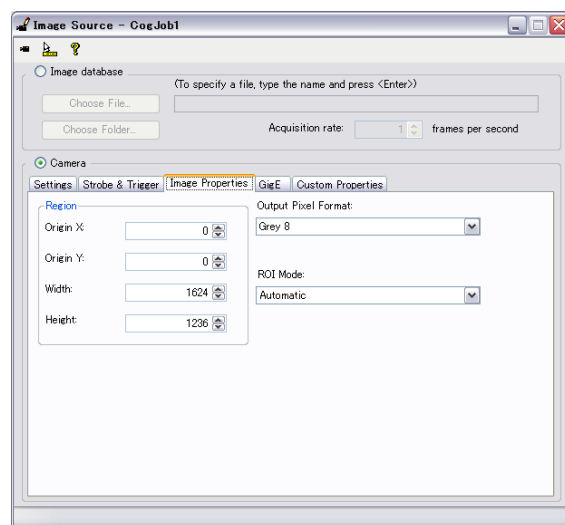 Image Source - CogJob1
Image database
(To specify a file, type the name and press <Enter>)
Choose File...
Choose Folder...
Acquisition rate: 1 frames per second
Camera
Settings Strobe & Trigger Image Properties GigE Custom Properties
Region
Output Pixel Format:
Origin X: 0
Grey 8
Origin Y: 0
ROI Mode:
Width: 1624
Automatic
Height: 1236